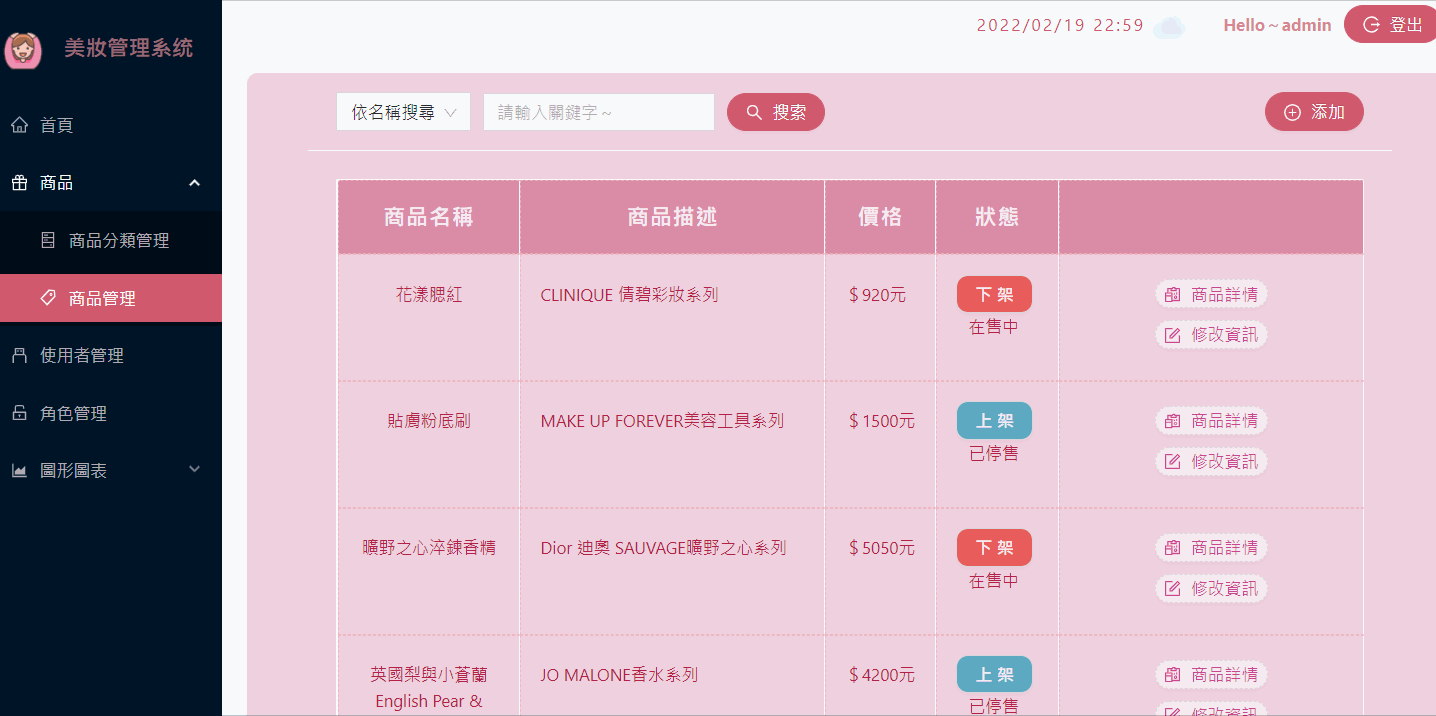 2022/02/19 22:59
Hello~admin
登出
美妝管理系统
首頁
商品
商品分類管理
商品管理
使用者管理
角色管理
圖形圖表
依名稱搜尋
請輸入關鍵字~
搜索
添加
商品名稱 商品描述 價格 狀態
花漾腮紅 CLINIQUE 倩碧彩妝系列 $ 920元 下架 商品詳情
在售中 修改資訊
貼膚粉底刷 MAKE UP FOREVER美容工具系列 $ 1500元 上架 商品詳情
已停售 修改資訊
曠野之心淬鍊香精 Dior 迪奧 SAUVAGE曠野之心系列 $ 5050元 下架 商品詳情
在售中 修改資訊
英國梨與小蒼蘭 JO MALONE香水系列 $ 4200元 上架 商品詳情
English Pear & 已停售 修改資訊